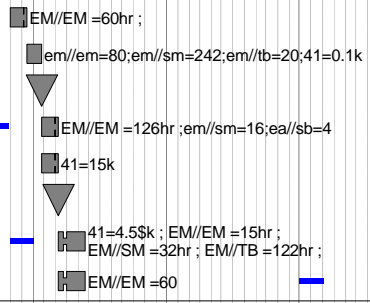 EM//EM =60hr ;
em//em=80;em//sm=242;em//tb=20;41=0.1k
EM//EM =126hr ;em//sm=16;ea//sb=4
41=15k
41=4.5$k ; EM//EM =15hr ;
EM//SM =32hr ; EM//TB =122hr ;
EM//EM =60